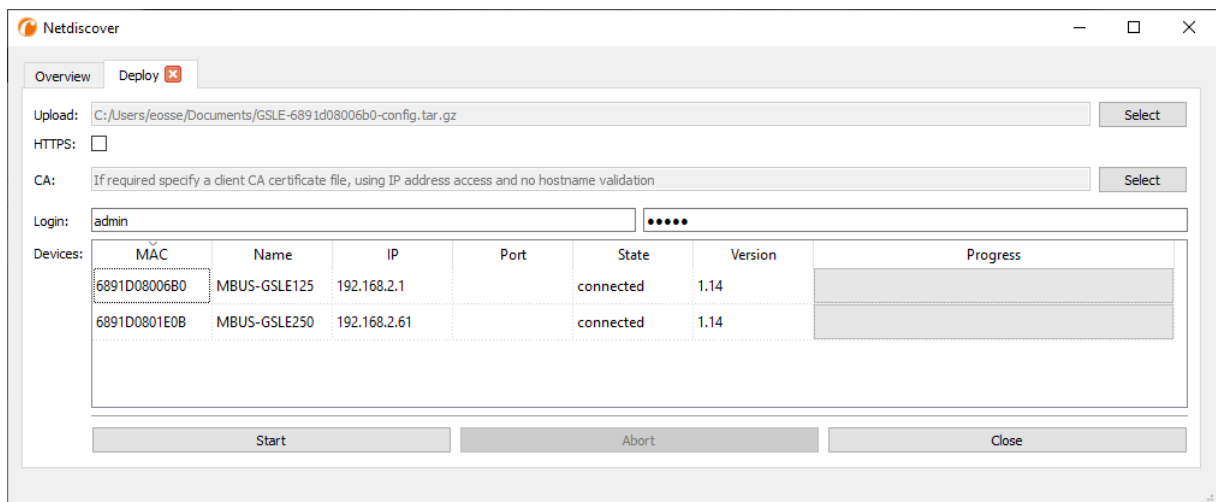 Netdiscover
Overview Deploy
Upload: C:/Users/eosse/Documents/GSLE-6891d08006b0-config.tar.gz Select
HTTPS:
CA: If required specify a client CA certificate file, using IP address access and no hostname validation Select
Login: admin •••••
Devices: MAC Name IP Port State Version Progress
6891D08006B0 MBUS-GSLE125 192.168.2.1 connected 1.14
6891D0801E0B MBUS-GSLE250 192.168.2.61 connected 1.14
Start Abort Close